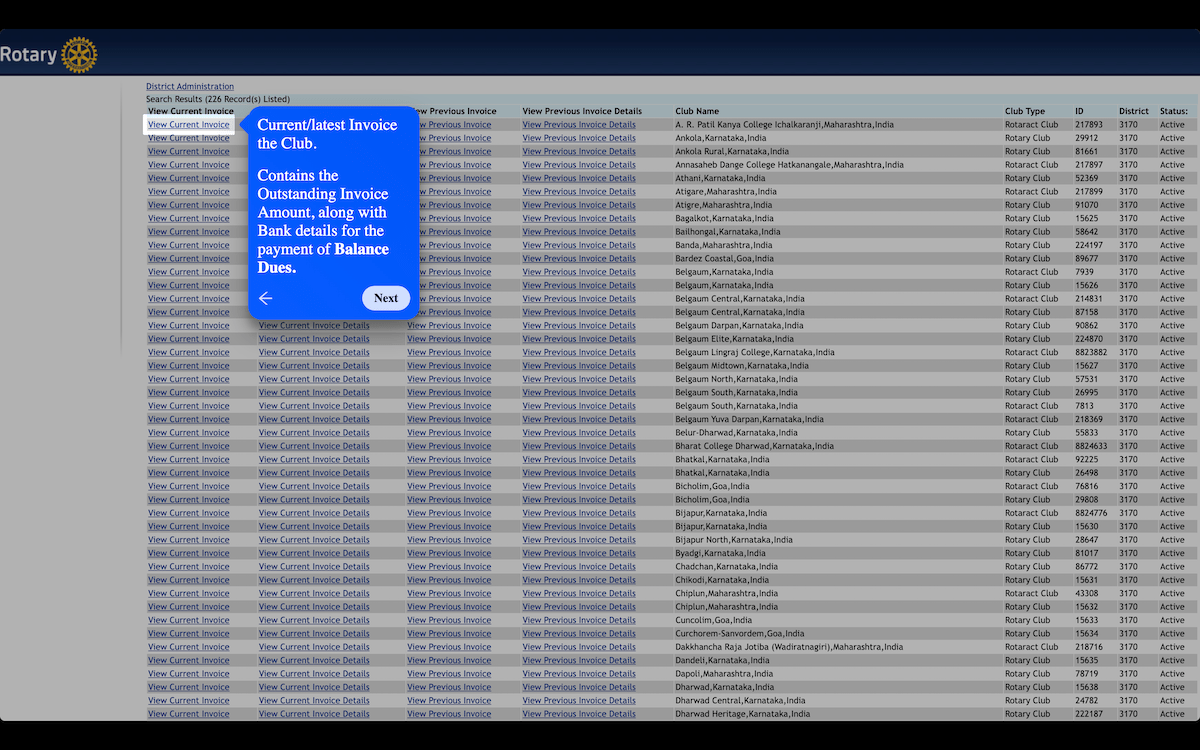 Rotary
District Administration
Search Results (226 Record(s) Listed)
View Current Invoice w Previous Invoice View Previous Invoice Details Club Name Club Type ID District Status:
View Current Invoice w Previous Invoice View Previous Invoice Details A. R. Patil Kanya College Ichalkaranji,Maharashtra,India Rotaract Club 217893 3170 Active
View Current Invoice w Previous Invoice View Previous Invoice Details Ankola,Karnataka,India Rotary Club 29912 3170 Active
View Current Invoice w Previous Invoice View Previous Invoice Details Ankola Rural,Karnataka,India Rotary Club 81661 3170 Active
View Current Invoice w Previous Invoice View Previous Invoice Details Annasaheb Dange College Hatkanangale,Maharashtra,India Rotaract Club 217897 3170 Active
View Current Invoice w Previous Invoice View Previous Invoice Details Athani,Karnataka,India Rotary Club 52369 3170 Active
View Current Invoice w Previous Invoice View Previous Invoice Details Atigare,Maharashtra,India Rotaract Club 217899 3170 Active
View Current Invoice w Previous Invoice View Previous Invoice Details Atigre,Maharashtra,India Rotary Club 91070 3170 Active
View Current Invoice w Previous Invoice View Previous Invoice Details Bagalkot,Karnataka,India Rotary Club 15625 3170 Active
View Current Invoice w Previous Invoice View Previous Invoice Details Bailhongal,Karnataka,India Rotary Club 58642 3170 Active
View Current Invoice w Previous Invoice View Previous Invoice Details Banda,Maharashtra,India Rotary Club 224197 3170 Active
View Current Invoice w Previous Invoice View Previous Invoice Details Bardez Coastal,Goa,India Rotary Club 89677 3170 Active
View Current Invoice w Previous Invoice View Previous Invoice Details Belgaum,Karnataka,India Rotaract Club 7939 3170 Active
View Current Invoice w Previous Invoice View Previous Invoice Details Belgaum,Karnataka,India Rotary Club 15626 3170 Active
View Current Invoice w Previous Invoice View Previous Invoice Details Belgaum Central,Karnataka,India Rotaract Club 214831 3170 Active
View Current Invoice w Previous Invoice View Previous Invoice Details Belgaum Central,Karnataka,India Rotary Club 87158 3170 Active
View Current Invoice View Current Invoice Details View Previous Invoice View Previous Invoice Details Belgaum Darpan,Karnataka,India Rotary Club 90862 3170 Active
View Current Invoice View Current Invoice Details View Previous Invoice View Previous Invoice Details Belgaum Elite,Karnataka,India Rotary Club 224870 3170 Active
View Current Invoice View Current Invoice Details View Previous Invoice View Previous Invoice Details Belgaum Lingraj College,Karnataka,India Rotaract Club 8823882 3170 Active
View Current Invoice View Current Invoice Details View Previous Invoice View Previous Invoice Details Belgaum Midtown,Karnataka,India Rotary Club 15627 3170 Active
View Current Invoice View Current Invoice Details View Previous Invoice View Previous Invoice Details Belgaum North,Karnataka,India Rotary Club 57531 3170 Active
View Current Invoice View Current Invoice Details View Previous Invoice View Previous Invoice Details Belgaum South,Karnataka,India Rotary Club 26995 3170 Active
View Current Invoice View Current Invoice Details View Previous Invoice View Previous Invoice Details Belgaum South,Karnataka,India Rotaract Club 7813 3170 Active
View Current Invoice View Current Invoice Details View Previous Invoice View Previous Invoice Details Belgaum Yuva Darpan,Karnataka,India Rotaract Club 218369 3170 Active
View Current Invoice View Current Invoice Details View Previous Invoice View Previous Invoice Details Belur-Dharwad,Karnataka,India Rotary Club 55833 3170 Active
View Current Invoice View Current Invoice Details View Previous Invoice View Previous Invoice Details Bharat College Dharwad,Karnataka,India Rotaract Club 8824633 3170 Active
View Current Invoice View Current Invoice Details View Previous Invoice View Previous Invoice Details Bhatkal,Karnataka,India Rotaract Club 92225 3170 Active
View Current Invoice View Current Invoice Details View Previous Invoice View Previous Invoice Details Bhatkal,Karnataka,India Rotary Club 26498 3170 Active
View Current Invoice View Current Invoice Details View Previous Invoice View Previous Invoice Details Bicholim,Goa,India Rotaract Club 76816 3170 Active
View Current Invoice View Current Invoice Details View Previous Invoice View Previous Invoice Details Bicholim,Goa,India Rotary Club 29808 3170 Active
View Current Invoice View Current Invoice Details View Previous Invoice View Previous Invoice Details Bijapur,Karnataka,India Rotaract Club 8824776 3170 Active
View Current Invoice View Current Invoice Details View Previous Invoice View Previous Invoice Details Bijapur,Karnataka,India Rotary Club 15630 3170 Active
View Current Invoice View Current Invoice Details View Previous Invoice View Previous Invoice Details Bijapur North,Karnataka,India Rotary Club 28647 3170 Active
View Current Invoice View Current Invoice Details View Previous Invoice View Previous Invoice Details Byadgi,Karnataka,India Rotary Club 81017 3170 Active
View Current Invoice View Current Invoice Details View Previous Invoice View Previous Invoice Details Chadchan,Karnataka,India Rotary Club 86772 3170 Active
View Current Invoice View Current Invoice Details View Previous Invoice View Previous Invoice Details Chikodi,Karnataka,India Rotary Club 15631 3170 Active
View Current Invoice View Current Invoice Details View Previous Invoice View Previous Invoice Details Chiplun,Maharashtra,India Rotaract Club 43308 3170 Active
View Current Invoice View Current Invoice Details View Previous Invoice View Previous Invoice Details Chiplun,Maharashtra,India Rotary Club 15632 3170 Active
View Current Invoice View Current Invoice Details View Previous Invoice View Previous Invoice Details Cuncolim,Goa,India Rotary Club 15633 3170 Active
View Current Invoice View Current Invoice Details View Previous Invoice View Previous Invoice Details Curchorem-Sanvordem,Goa,India Rotary Club 15634 3170 Active
View Current Invoice View Current Invoice Details View Previous Invoice View Previous Invoice Details Dakkhancha Raja Jotiba (Wadiratnagiri),Maharashtra,India Rotaract Club 218716 3170 Active
View Current Invoice View Current Invoice Details View Previous Invoice View Previous Invoice Details Dandeli,Karnataka,India Rotary Club 15635 3170 Active
View Current Invoice View Current Invoice Details View Previous Invoice View Previous Invoice Details Dapoli,Maharashtra,India Rotary Club 78719 3170 Active
View Current Invoice View Current Invoice Details View Previous Invoice View Previous Invoice Details Dharwad,Karnataka,India Rotary Club 15638 3170 Active
View Current Invoice View Current Invoice Details View Previous Invoice View Previous Invoice Details Dharwad Central,Karnataka,India Rotary Club 24782 3170 Active
View Current Invoice View Current Invoice Details View Previous Invoice View Previous Invoice Details Dharwad Heritage,Karnataka,India Rotary Club 222187 3170 Active
Current/latest Invoice
the Club.
Contains the
Outstanding Invoice
Amount, along with
Bank details for the
payment of Balance
Dues.
Next